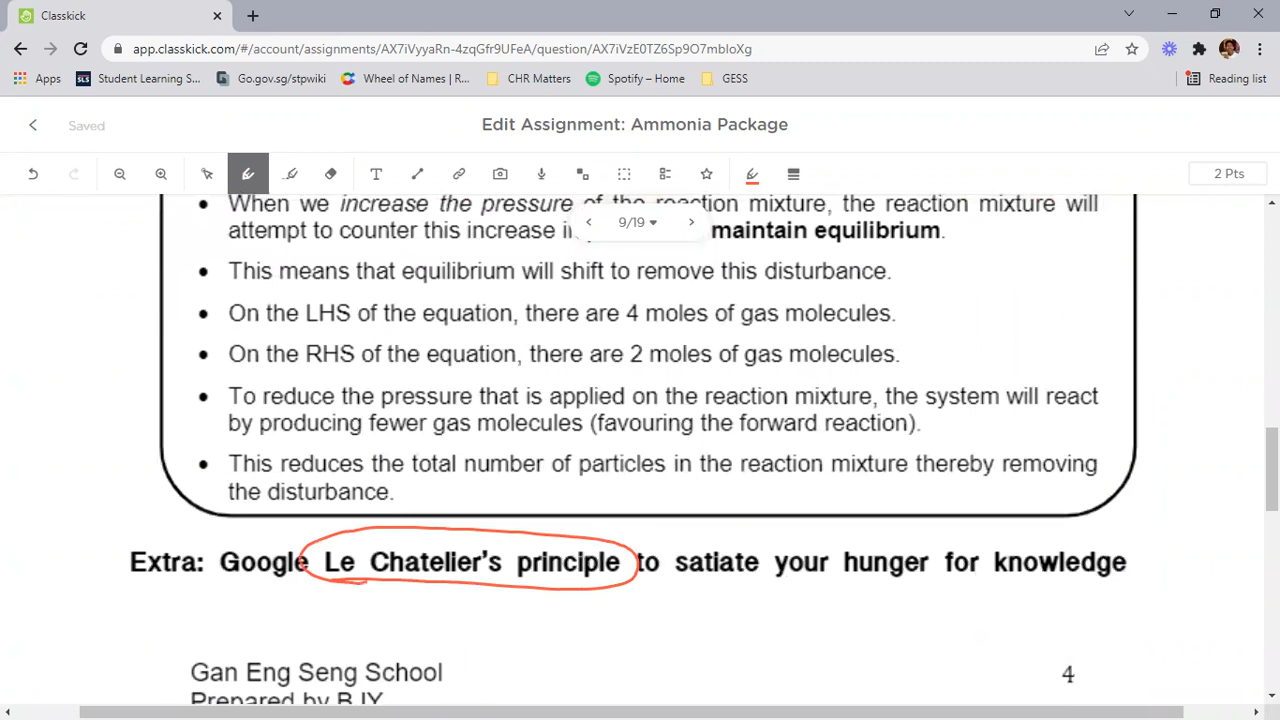 Classkick
app.classkick.com/#/account/assignments/AX7iVyyaRn-4zqGfr9UFeA/question/AX7iVzE0TZ6Sp9O7mbIoXg
Apps
SLS Student Learning S...
Go.gov.sg/stpwiki
Wheel of Names | R...
CHR Matters
Spotify – Home
GESS
Reading list
Saved
Edit Assignment: Ammonia Package
T
2 Pts
9/19
• When we increase the pressure of the reaction mixture, the reaction mixture will
attempt to counter this increase in maintain equilibrium.
• This means that equilibrium will shift to remove this disturbance.
• On the LHS of the equation, there are 4 moles of gas molecules.
• On the RHS of the equation, there are 2 moles of gas molecules.
• To reduce the pressure that is applied on the reaction mixture, the system will react
by producing fewer gas molecules (favouring the forward reaction).
• This reduces the total number of particles in the reaction mixture thereby removing
the disturbance.
Extra: Google Le Chatelier's principle to satiate your hunger for knowledge
Gan Eng Seng School
4
Prepared by BJY